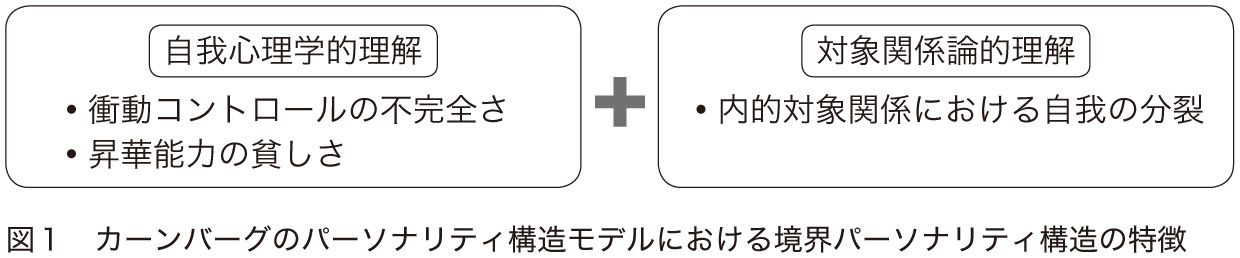 自我心理学的理解
• 衝動コントロールの不完全さ
• 昇華能力の貧しさ
+
対象関係論的理解
• 内的対象関係における自我の分裂
図1 カーンバーグのパーソナリティ構造モデルにおける境界パーソナリティ構造の特徴